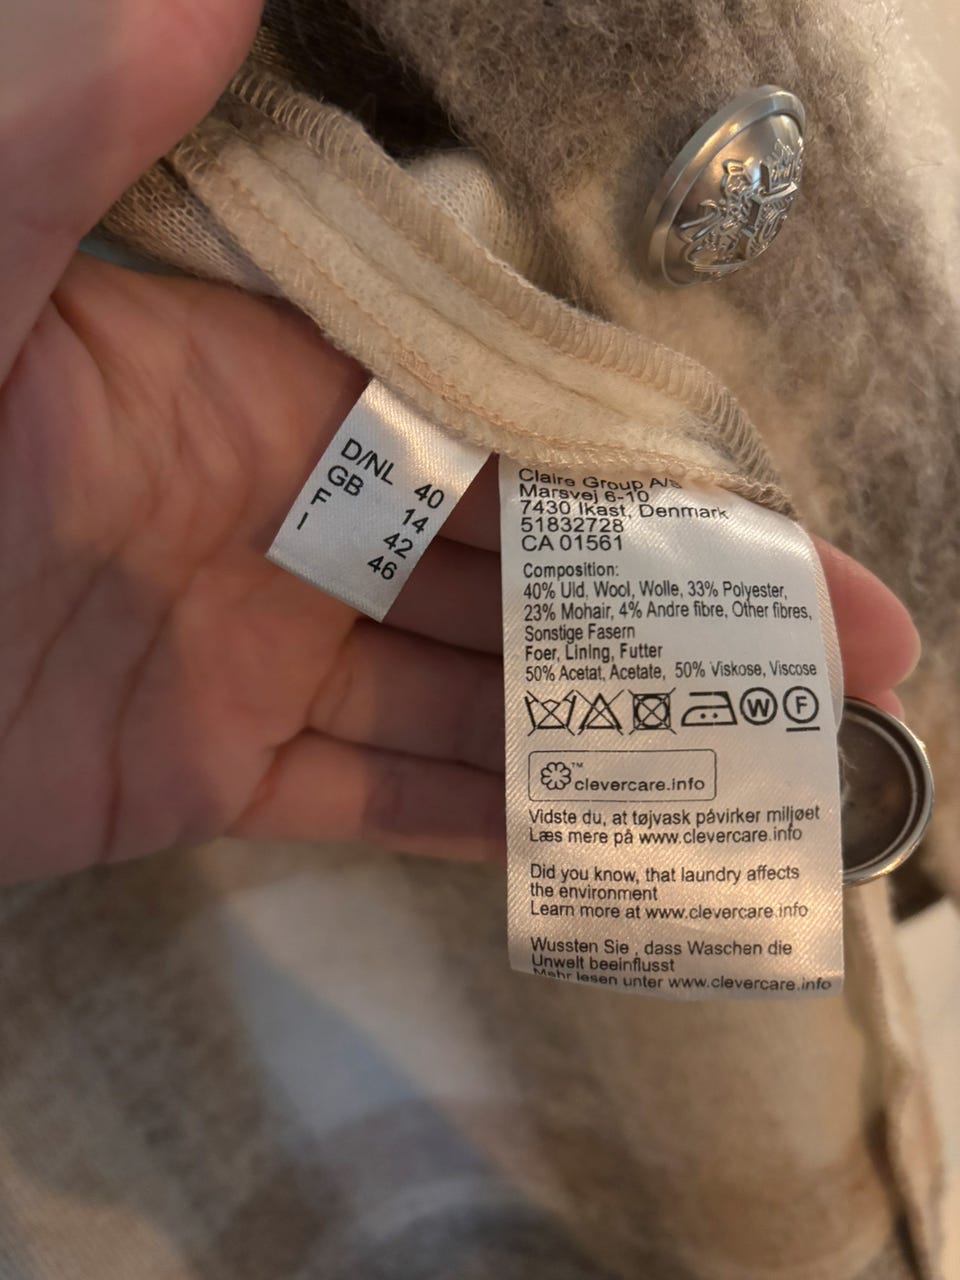 D/NL 40
GB 14
F 42
I 46
Claire Group A/S
Marsvej 6-10
7430 Ikast, Denmark
51832728
CA 01561
Composition:
40% Uld, Wool, Wolle, 33% Polyester,
23% Mohair, 4% Andre fibre, Other fibres,
Sonstige Fasern
Foer, Lining, Futter
50% Acetat, Acetate, 50% Viskose, Viscose
W F
clevercare.info™
Vidste du, at tøjvask påvirker miljøet
Læs mere på www.clevercare.info
Did you know, that laundry affects
the environment
Learn more at www.clevercare.info
Wussten Sie , dass Waschen die
Unwelt beeinflusst
Mehr lesen unter www.clevercare.info